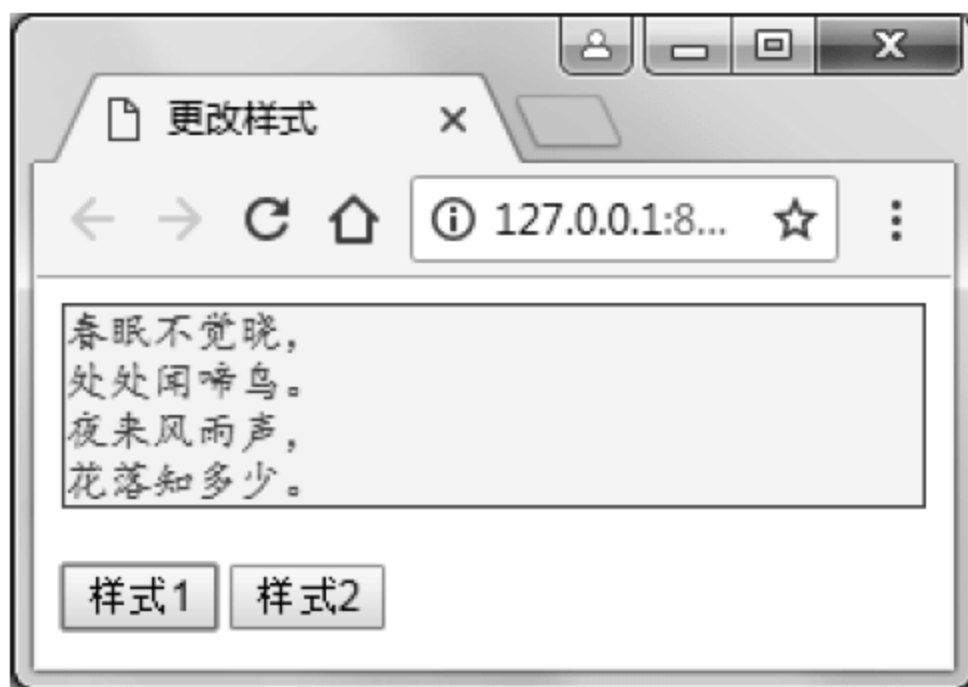 更改样式
127.0.0.1:8...
春眠不觉晓，
处处闻啼鸟。
夜来风雨声，
花落知多少。
样式1 样式2